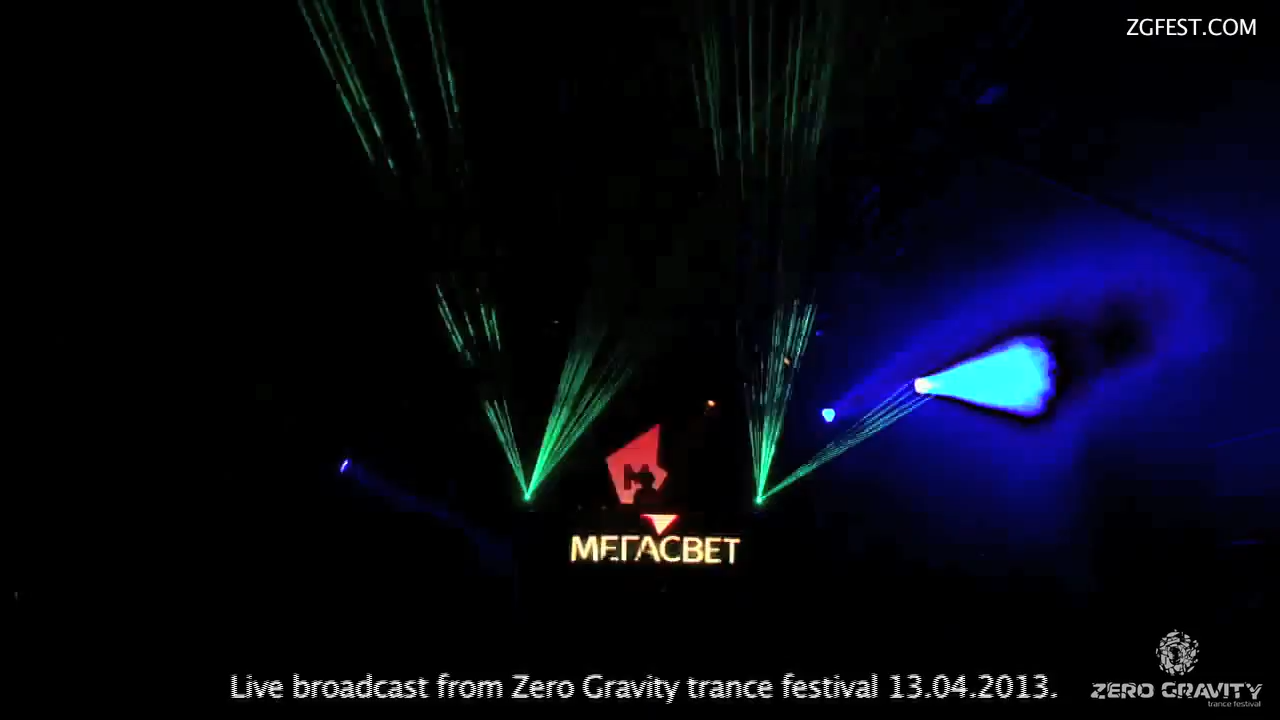 ZGFEST.COM
М
МЕГАСВЕТ
Live broadcast from Zero Gravity trance festival 13.04.2013.
ZERO GRAVITY
trance festival